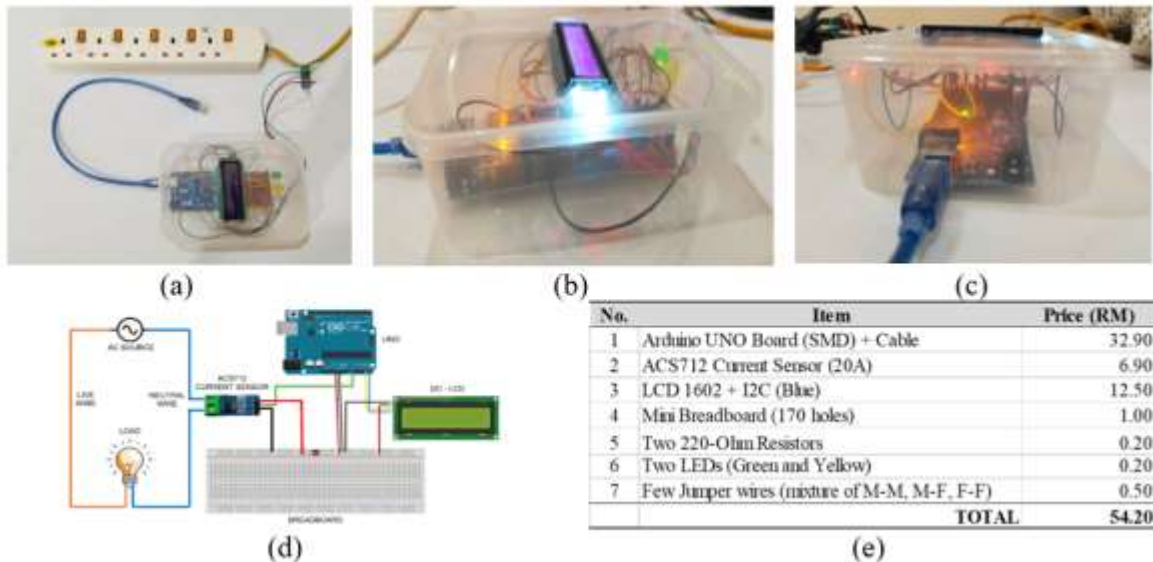 (a)
(b)
(c)
AC SOURCE
UNO
ACS712
CURRENT SENSOR
LIVE
WIRE
NEUTRAL
WIRE
I2C - LCD
LOAD
BREADBOARD
(d)
No. Item Price (RM)
1 Arduino UNO Board (SMD) + Cable 32.90
2 ACS712 Current Sensor (20A) 6.90
3 LCD 1602 + I2C (Blue) 12.50
4 Mini Breadboard (170 holes) 1.00
5 Two 220-Ohm Resistors 0.20
6 Two LEDs (Green and Yellow) 0.20
7 Few Jumper wires (mixture of M-M, M-F, F-F) 0.50
TOTAL 54.20
(e)